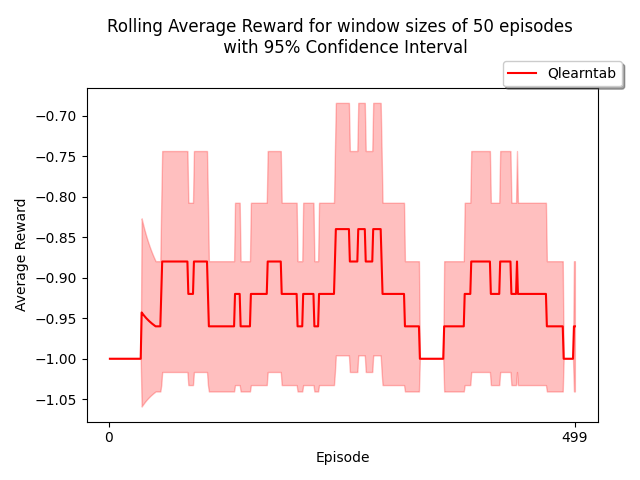 Rolling Average Reward for window sizes of 50 episodes
with 95% Confidence Interval
Qlearntab
−0.70
−0.75
−0.80
−0.85
−0.90
−0.95
−1.00
−1.05
Average Reward
0
499
Episode